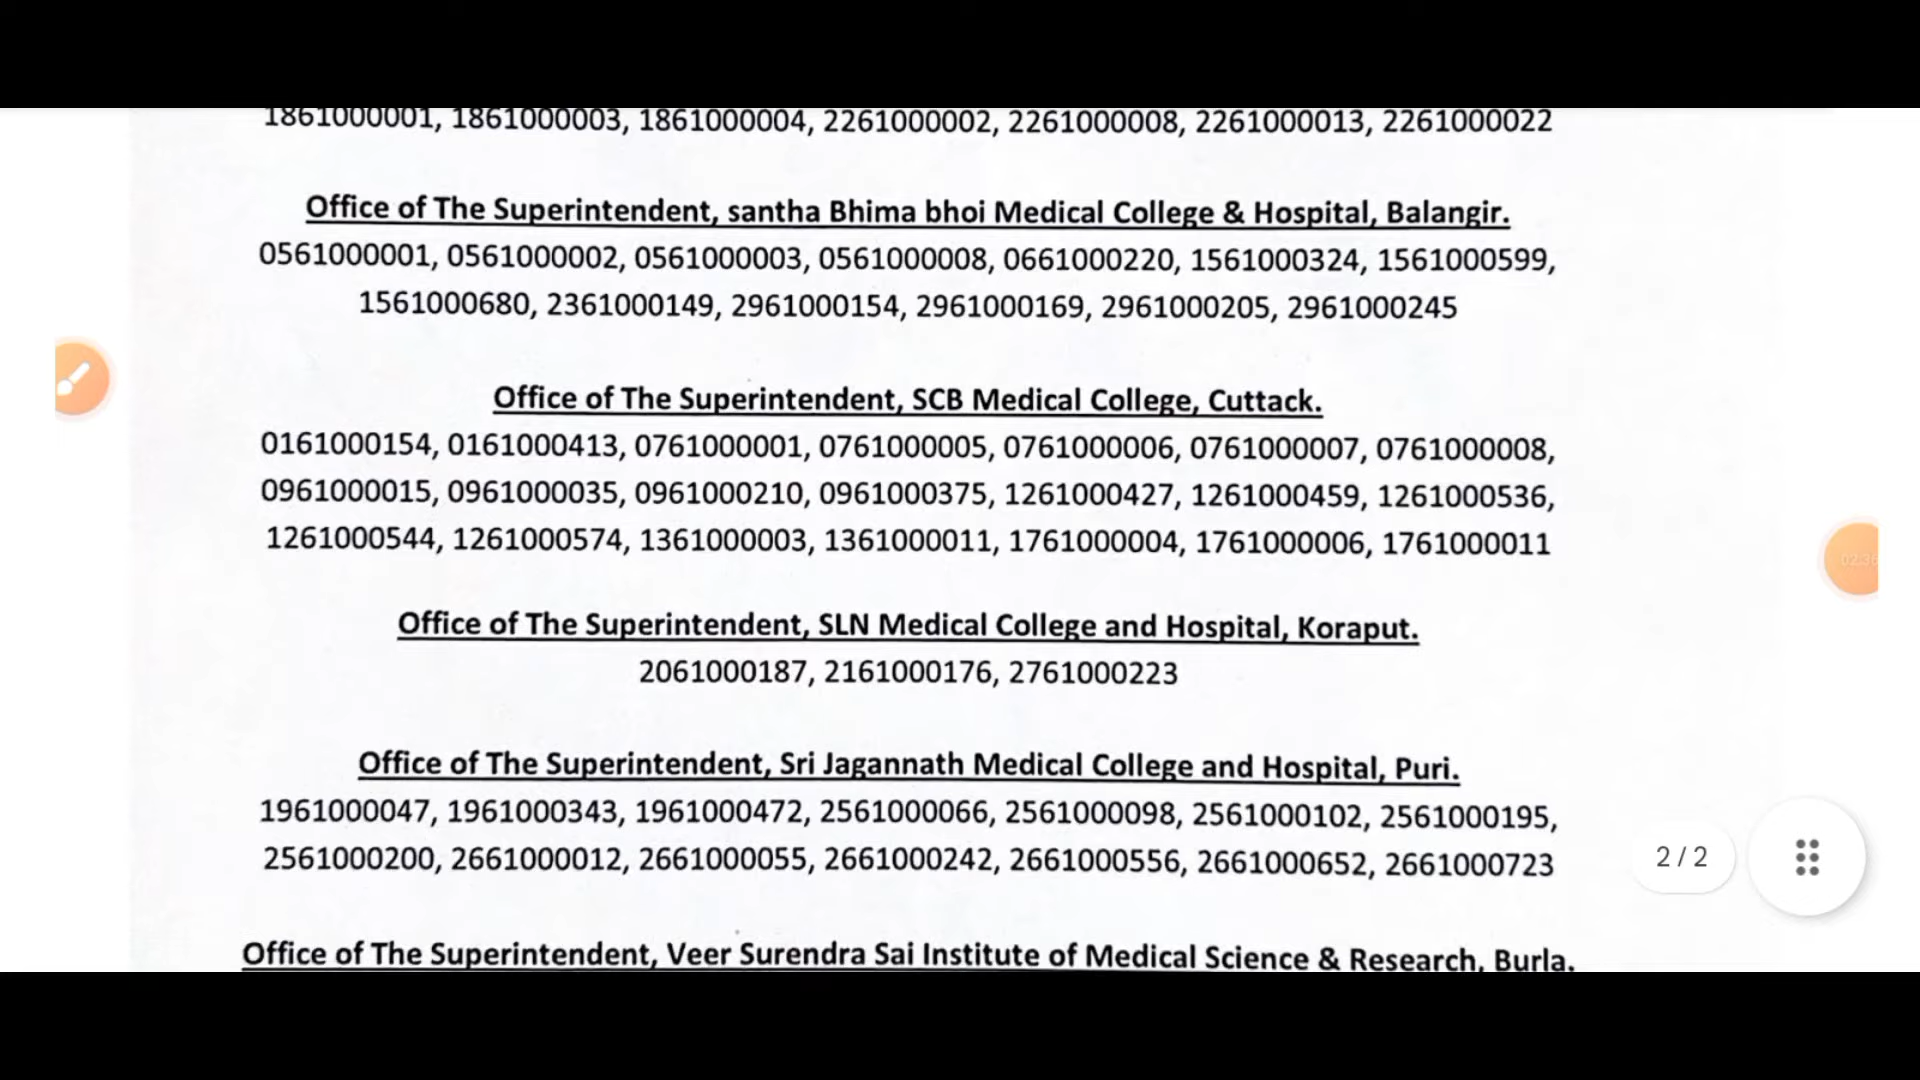 1861000001, 1861000003, 1861000004, 2261000002, 2261000008, 2261000013, 2261000022
Office of The Superintendent, santha Bhima bhoi Medical College & Hospital, Balangir.
0561000001, 0561000002, 0561000003, 0561000008, 0661000220, 1561000324, 1561000599,
1561000680, 2361000149, 2961000154, 2961000169, 2961000205, 2961000245
Office of The Superintendent, SCB Medical College, Cuttack.
0161000154, 0161000413, 0761000001, 0761000005, 0761000006, 0761000007, 0761000008,
0961000015, 0961000035, 0961000210, 0961000375, 1261000427, 1261000459, 1261000536,
1261000544, 1261000574, 1361000003, 1361000011, 1761000004, 1761000006, 1761000011
02:36
Office of The Superintendent, SLN Medical College and Hospital, Koraput.
2061000187, 2161000176, 2761000223
Office of The Superintendent, Sri Jagannath Medical College and Hospital, Puri.
1961000047, 1961000343, 1961000472, 2561000066, 2561000098, 2561000102, 2561000195,
2561000200, 2661000012, 2661000055, 2661000242, 2661000556, 2661000652, 2661000723
2 / 2
Office of The Superintendent, Veer Surendra Sai Institute of Medical Science & Research, Burla.